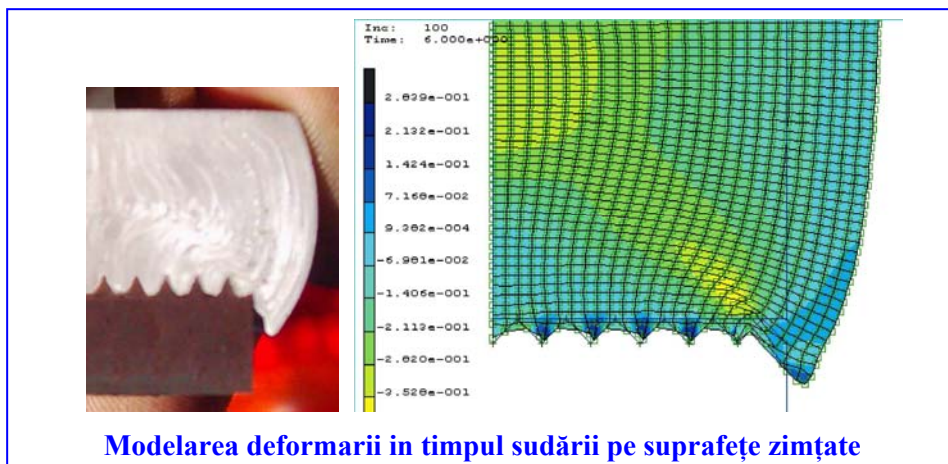 Inc: 100
Time: 6.000e+000
2.839e-001
2.132e-001
1.424e-001
7.168e-002
9.382e-004
-6.981e-002
-1.406e-001
-2.113e-001
-2.820e-001
-3.528e-001
Modelarea deformarii in timpul sudării pe suprafețe zimțate